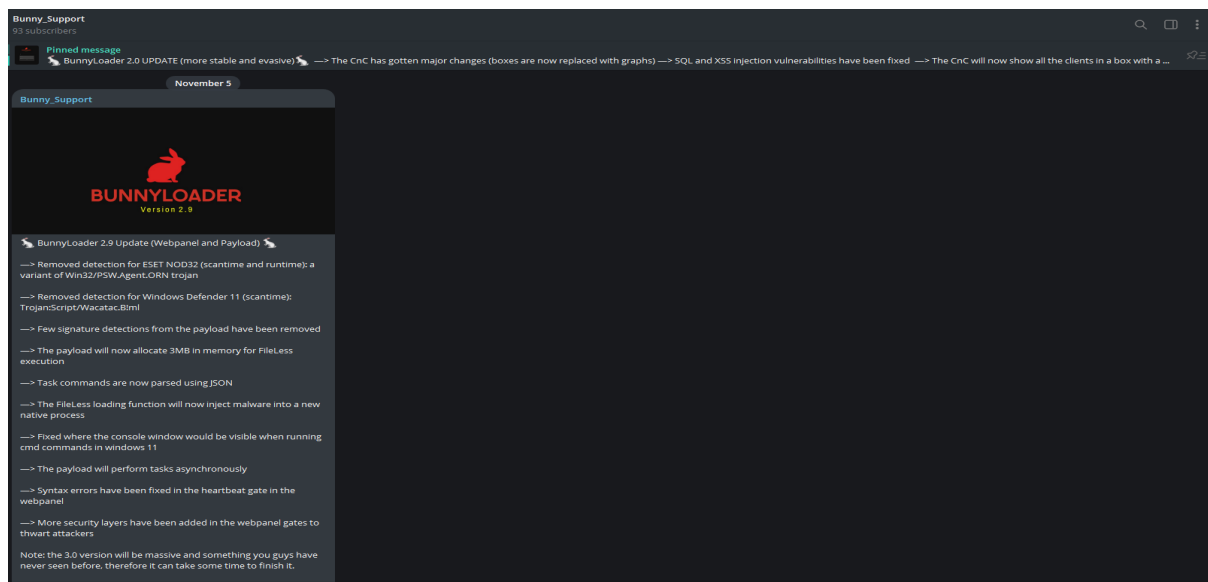 Bunny_Support
93 subscribers
Pinned message
🐇 BunnyLoader 2.0 UPDATE (more stable and evasive)🐇 —> The CnC has gotten major changes (boxes are now replaced with graphs) —> SQL and XSS injection vulnerabilities have been fixed —> The CnC will now show all the clients in a box with a ...
November 5
Bunny_Support
BUNNYLOADER
Version 2.9
🐇 BunnyLoader 2.9 Update (Webpanel and Payload) 🐇
—> Removed detection for ESET NOD32 (scantime and runtime): a
variant of Win32/PSW.Agent.ORN trojan
—> Removed detection for Windows Defender 11 (scantime):
Trojan:Script/Wacatac.B!ml
—> Few signature detections from the payload have been removed
—> The payload will now allocate 3MB in memory for FileLess
execution
—> Task commands are now parsed using JSON
—> The FileLess loading function will now inject malware into a new
native process
—> Fixed where the console window would be visible when running
cmd commands in windows 11
—> The payload will perform tasks asynchronously
—> Syntax errors have been fixed in the heartbeat gate in the
webpanel
—> More security layers have been added in the webpanel gates to
thwart attackers
Note: the 3.0 version will be massive and something you guys have
never seen before, therefore it can take some time to finish it.